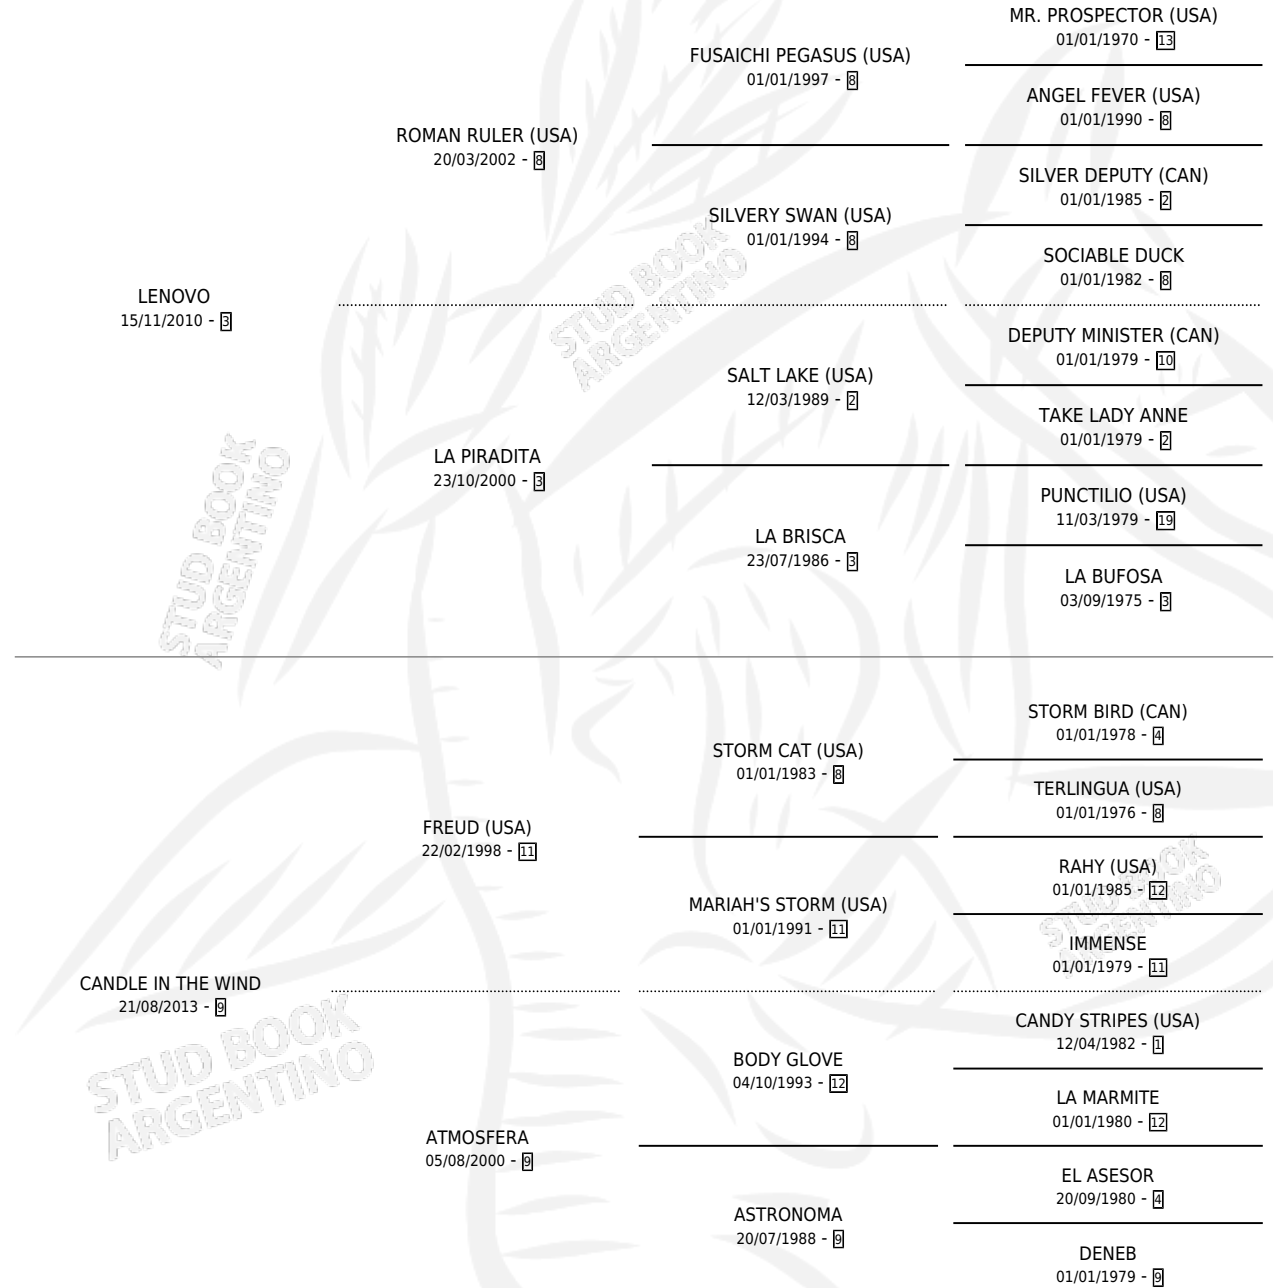 MR. PROSPECTOR (USA)
01/01/1970 - 13
FUSAICHI PEGASUS (USA)
01/01/1997 - 8
ANGEL FEVER (USA)
01/01/1990 - 8
ROMAN RULER (USA)
20/03/2002 - 8
SILVER DEPUTY (CAN)
01/01/1985 - 2
SILVERY SWAN (USA)
01/01/1994 - 8
SOCIABLE DUCK
01/01/1982 - 8
LENOVO
15/11/2010 - 3
DEPUTY MINISTER (CAN)
01/01/1979 - 10
SALT LAKE (USA)
12/03/1989 - 2
TAKE LADY ANNE
01/01/1979 - 2
LA PIRADITA
23/10/2000 - 3
PUNCTILIO (USA)
11/03/1979 - 19
LA BRISCA
23/07/1986 - 3
LA BUFOSA
03/09/1975 - 3
STORM BIRD (CAN)
01/01/1978 - 4
STORM CAT (USA)
01/01/1983 - 8
TERLINGUA (USA)
01/01/1976 - 8
FREUD (USA)
22/02/1998 - 11
RAHY (USA)
01/01/1985 - 12
MARIAH'S STORM (USA)
01/01/1991 - 11
IMMENSE
01/01/1979 - 11
CANDLE IN THE WIND
21/08/2013 - 9
CANDY STRIPES (USA)
12/04/1982 - 1
BODY GLOVE
04/10/1993 - 12
LA MARMITE
01/01/1980 - 12
ATMOSFERA
05/08/2000 - 9
EL ASESOR
20/09/1980 - 4
ASTRONOMA
20/07/1988 - 9
DENEB
01/01/1979 - 9
STUD BOOK
ARGENTINO
STUD BOOK
ARGENTINO
STUD BOOK
ARGENTINO
STUD BOOK
ARGENTINO